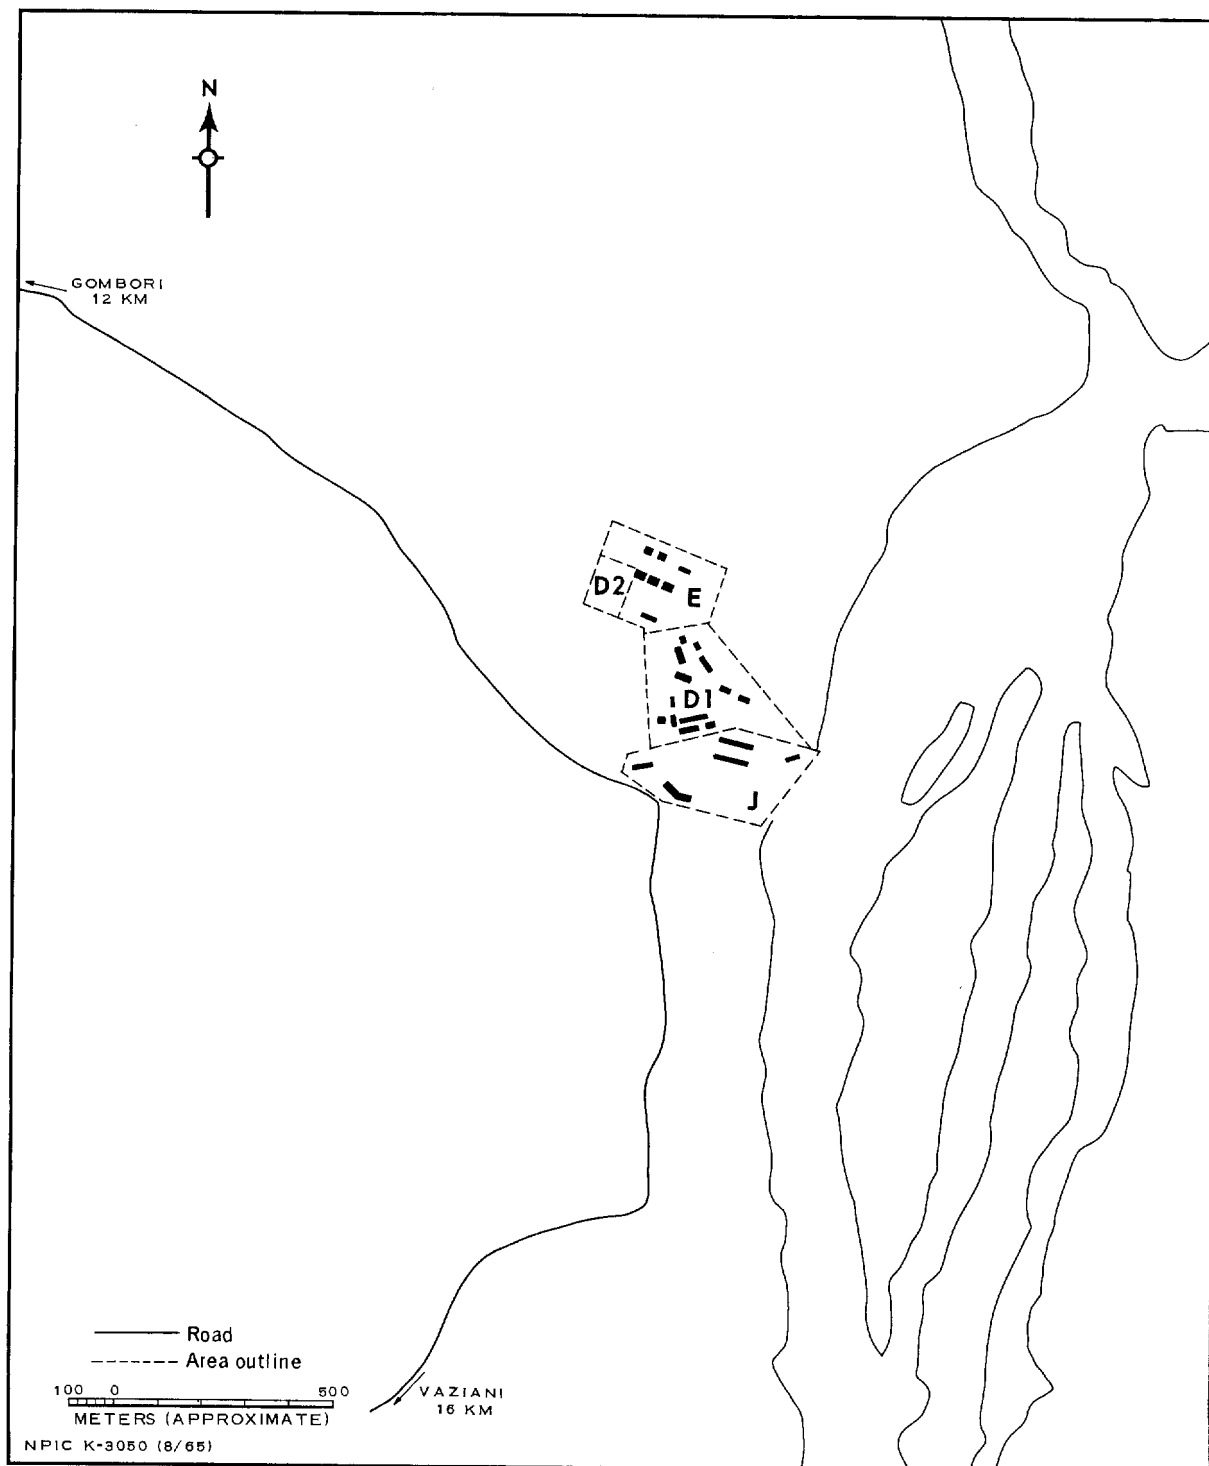 N
GOMBORI
12 KM
D2
E
D1
J
Road
Area outline
100 0 500
METERS (APPROXIMATE)
VAZIANI
16 KM
NPIC K-3050 (8/65)